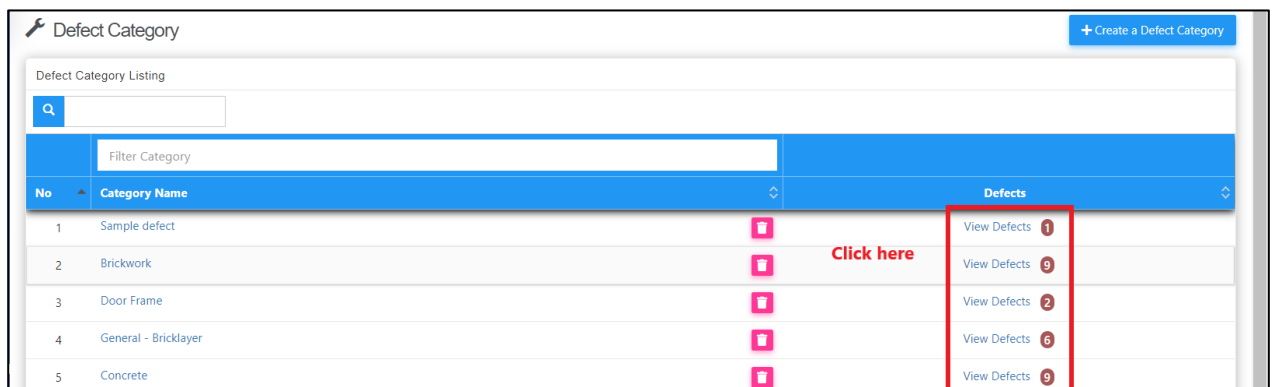 Defect Category
+ Create a Defect Category
Defect Category Listing
Filter Category
No Category Name Defects
1 Sample defect View Defects 1
Click here
2 Brickwork View Defects 9
3 Door Frame View Defects 2
4 General - Bricklayer View Defects 6
5 Concrete View Defects 9